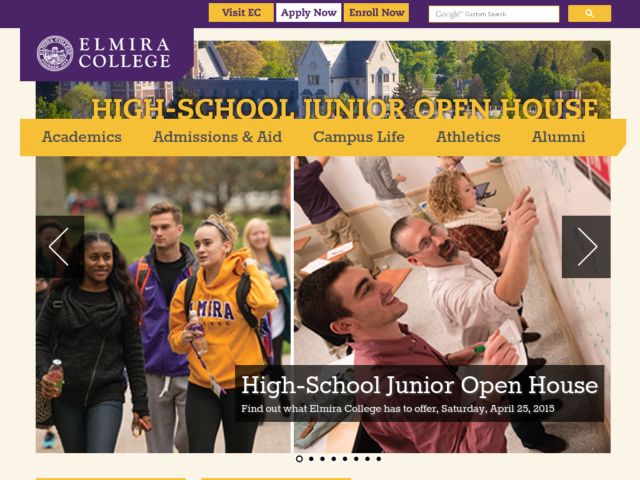 Visit EC
Apply Now
Enroll Now
Google Custom Search
ELMIRA
COLLEGE
HIGH-SCHOOL JUNIOR OPEN HOUSE
Academics
Admissions & Aid
Campus Life
Athletics
Alumni
High-School Junior Open House
Find out what Elmira College has to offer, Saturday, April 25, 2015